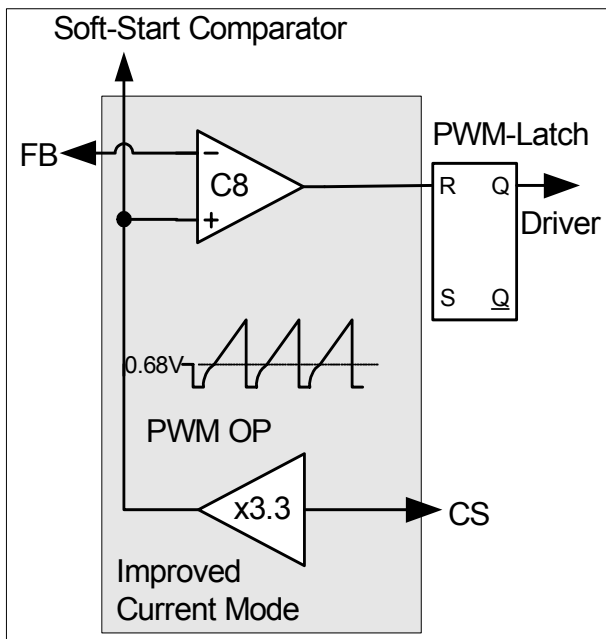 Soft-Start Comparator
FB
PWM-Latch
−
C8
+
R Q
Driver
S Q
0.68V
PWM OP
x3.3
CS
Improved
Current Mode